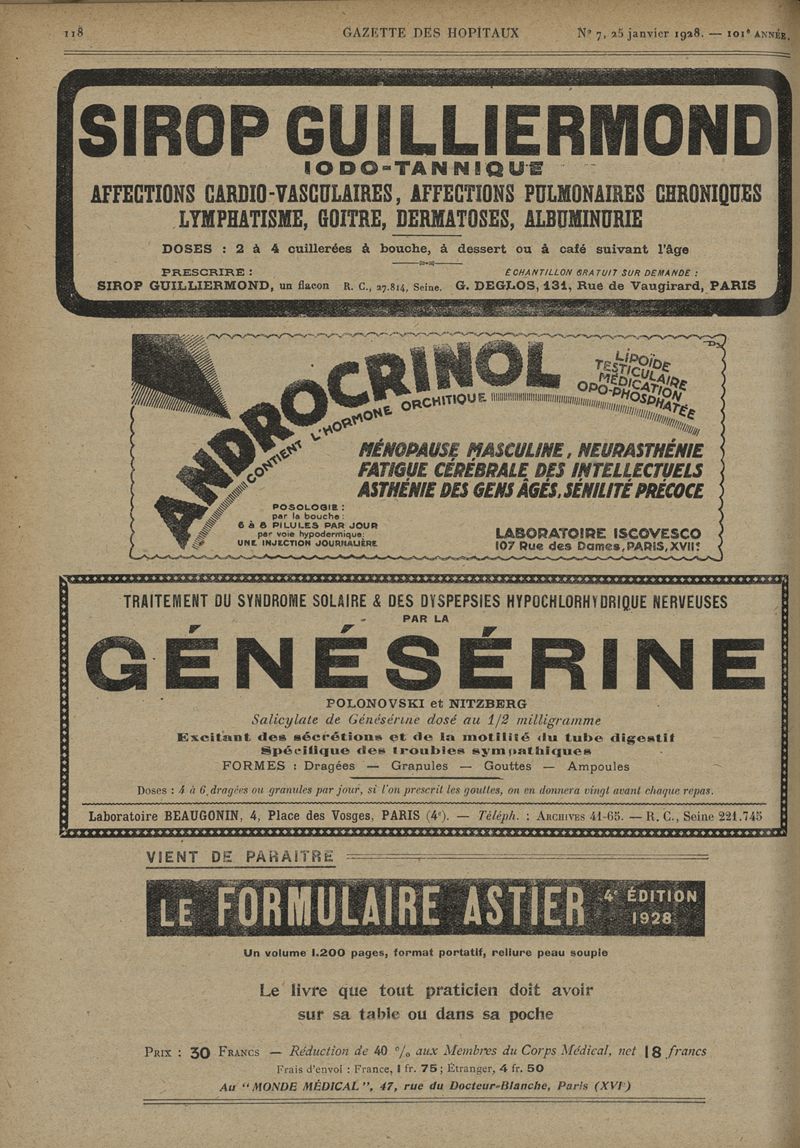 118
GAZETTE DES HOPITAUX
Nº 7, 25 janvier 1928. — 101e ANNÉE.
SIROP GUILLIERMOND
IODO-TANNIQUE
AFFECTIONS CARDIO-VASCULAIRES, AFFECTIONS PULMONAIRES CHRONIQUES
LYMPHATISME, GOITRE, DERMATOSES, ALBUMINURIE
DOSES : 2 à 4 cuillerées à bouche, à dessert ou à café suivant l'âge
PRESCRIRE :
ÉCHANTILLON GRATUIT SUR DEMANDE :
SIROP GUILLIERMOND, un flacon R. C., 27.814, Seine. G. DEGLOS, 131, Rue de Vaugirard, PARIS
ANDROCRINOL
CONTIENT L'HORMONE ORCHITIQUE
LIPOÏDE
TESTICULAIRE
MÉDICATION
OPO-PHOSPHATÉE
MÉNOPAUSE MASCULINE, NEURASTHÉNIE
FATIGUE CÉRÉBRALE DES INTELLECTUELS
ASTHÉNIE DES GENS ÂGÉS, SÉNILITÉ PRÉCOCE
POSOLOGIE :
par la bouche :
6 à 8 PILULES PAR JOUR
par voie hypodermique:
UNE INJECTION JOURNALIÈRE
LABORATOIRE ISCOVESCO
107 Rue des Dames, PARIS, XVIIe
TRAITEMENT DU SYNDROME SOLAIRE & DES DYSPEPSIES HYPOCHLORHYDRIQUE NERVEUSES
PAR LA
GÉNÉSÉRINE
POLONOVSKI et NITZBERG
Salicylate de Génésérine dosé au 1/2 milligramme
Excitant des sécrétions et de la motilité du tube digestif
Spécifique des troubles sympathiques
FORMES : Dragées — Granules — Gouttes — Ampoules
Doses : 4 à 6 dragées ou granules par jour, si l'on prescrit les gouttes, on en donnera vingt avant chaque repas.
Laboratoire BEAUGONIN, 4, Place des Vosges, PARIS (4e). — Téléph. : ARCHIVES 41-65. — R. C., Seine 221.745
VIENT DE PARAITRE
LE FORMULAIRE ASTIER
4e ÉDITION
1928
Un volume 1.200 pages, format portatif, reliure peau souple
Le livre que tout praticien doit avoir
sur sa table ou dans sa poche
PRIX : 30 FRANCS — Réduction de 40 % aux Membres du Corps Médical, net 18 francs
Frais d'envoi : France, 1 fr. 75 ; Étranger, 4 fr. 50
Au "MONDE MÉDICAL", 47, rue du Docteur-Blanche, Paris (XVIe)